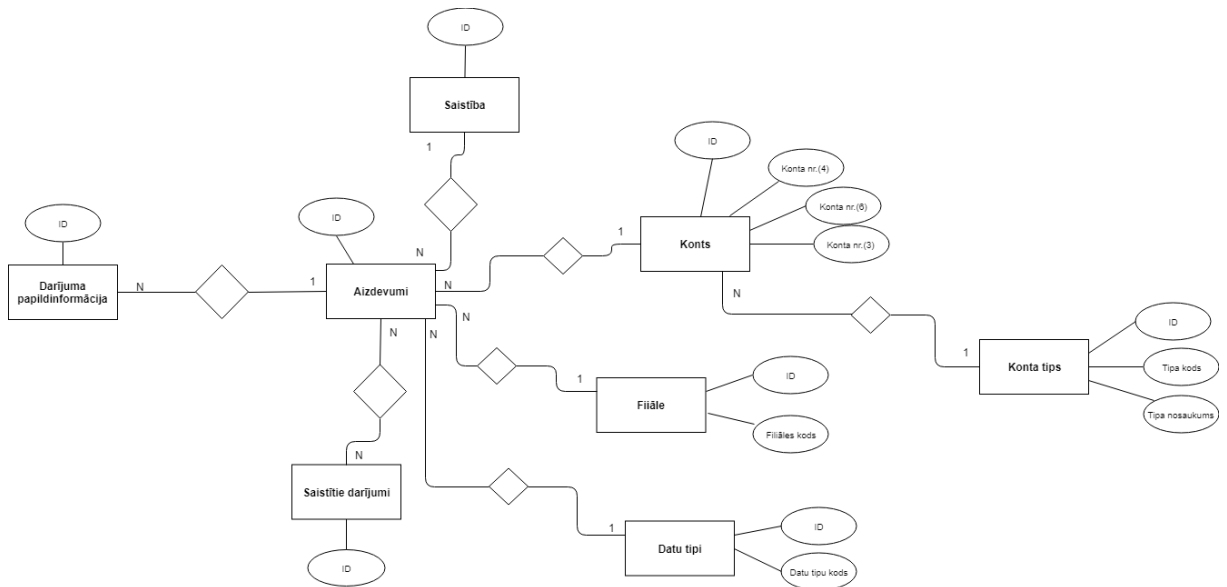 ID
Saistība
1
ID
Konta nr.(4)
Konta nr.(6)
Konta nr.(3)
ID
ID
1
Konts
N
N
Darījuma
papildinformācija
N
1
Aizdevumi
N
N
ID
N
N
1
Konta tips
Tipa kods
1
ID
Fiiāle
Tipa nosaukums
Filiāles kods
N
Saistītie darījumi
1
ID
Datu tipi
ID
Datu tipu kods